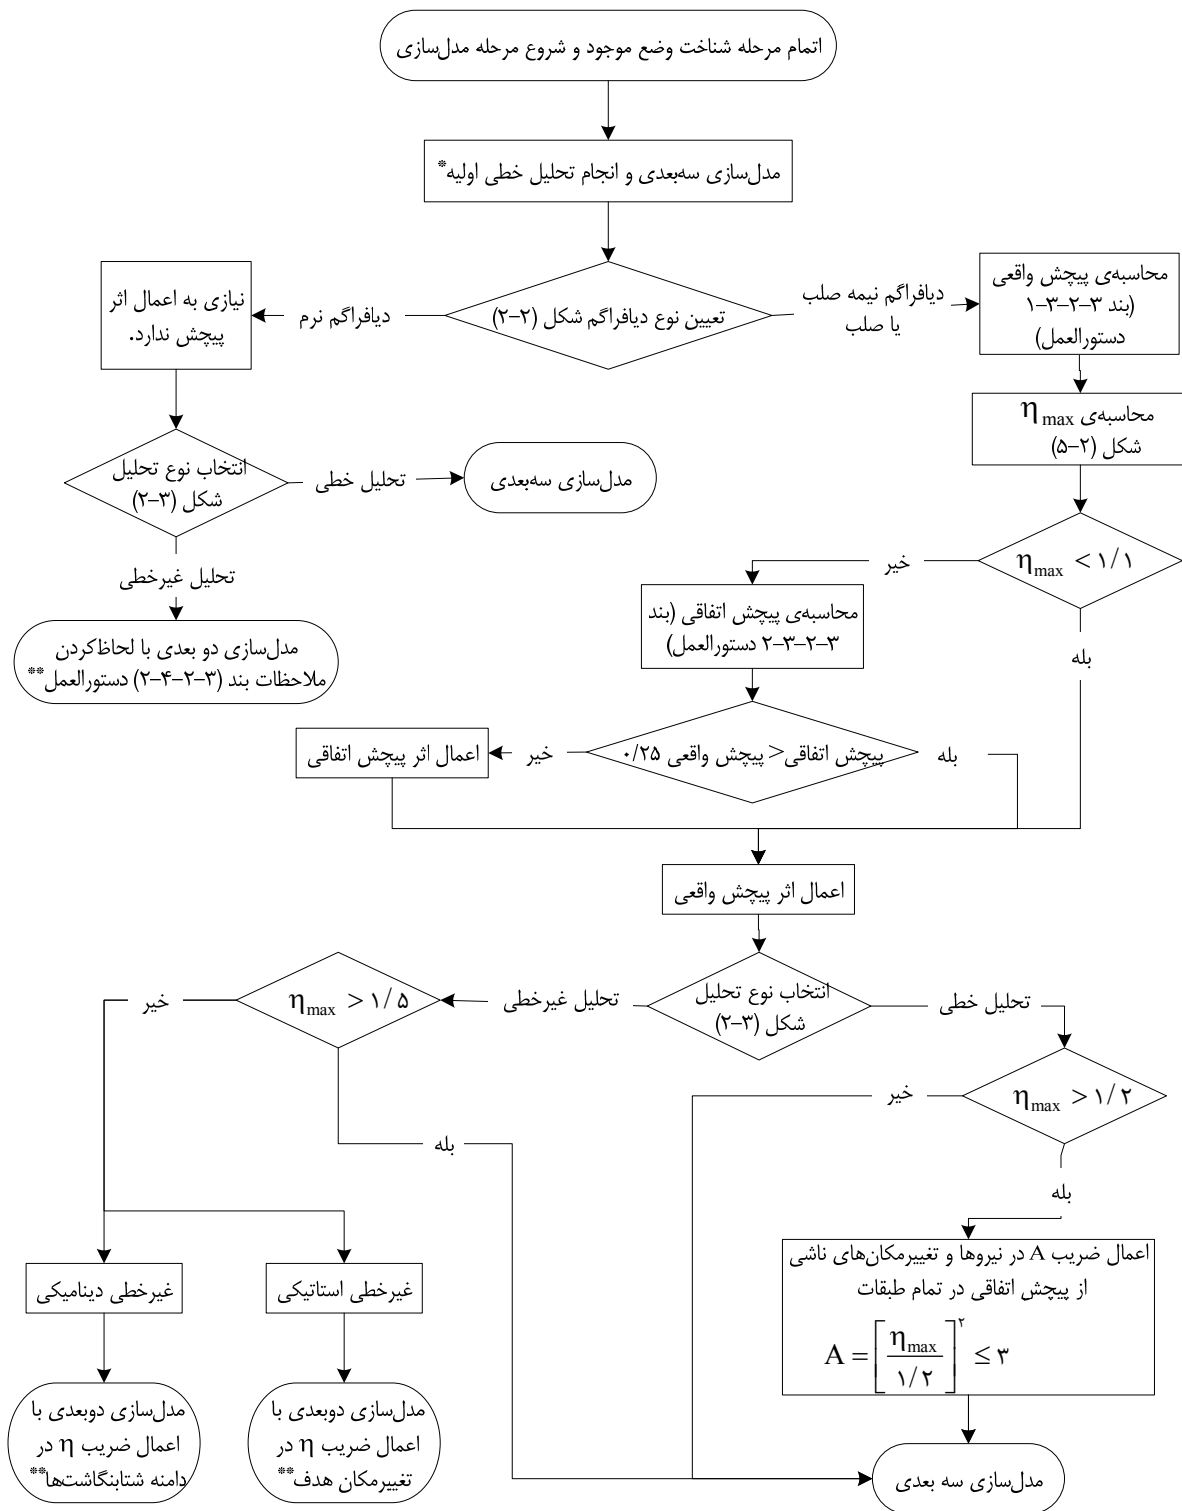 اتمام مرحله شناخت وضع موجود و شروع مرحله مدل‌سازی
مدل‌سازی سه‌بعدی و انجام تحلیل خطی اولیه*
تعیین نوع دیافراگم شکل (۲-۲)
دیافراگم نیمه صلب
یا صلب
محاسبه‌ی پیچش واقعی
(بند ۳-۲-۳-۱
دستورالعمل)
دیافراگم نرم
نیازی به اعمال اثر
پیچش ندارد.
محاسبه‌ی η max
شکل (۲-۵)
انتخاب نوع تحلیل
شکل (۳-۲)
تحلیل خطی
مدل‌سازی سه‌بعدی
تحلیل غیرخطی
مدل‌سازی دو بعدی با لحاظ‌کردن
ملاحظات بند (۳-۲-۴-۲) دستورالعمل**
η max < ۱/۱
خیر
بله
محاسبه‌ی پیچش اتفاقی (بند
۳-۲-۳-۲ دستورالعمل)
پیچش اتفاقی< پیچش واقعی ۰/۲۵
بله
خیر
اعمال اثر پیچش اتفاقی
اعمال اثر پیچش واقعی
انتخاب نوع تحلیل
شکل (۳-۲)
تحلیل خطی
تحلیل غیرخطی
η max > ۱/۵
خیر
بله
η max > ۱/۲
خیر
بله
اعمال ضریب A در نیروها و تغییرمکان‌های ناشی
از پیچش اتفاقی در تمام طبقات
A = [η max / ۱/۲]^۲ ≤ ۳
غیرخطی استاتیکی
غیرخطی دینامیکی
مدل‌سازی دوبعدی با
اعمال ضریب η در
تغییرمکان هدف**
مدل‌سازی دوبعدی با
اعمال ضریب η در
دامنه شتابنگاشت‌ها**
مدل‌سازی سه بعدی